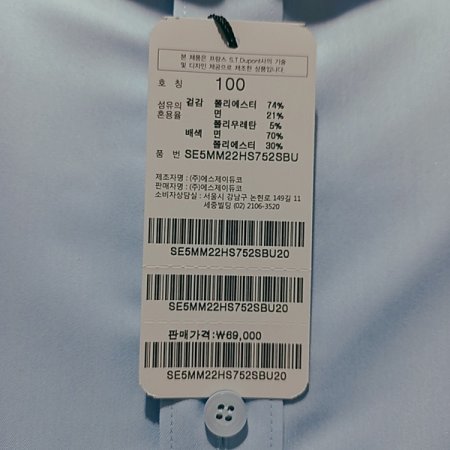 본 제품은 프랑스 S.T.Dupont사의 기술
및 디자인 제공으로 제조한 상품입니다
호 칭 100
섬유의 겉감 폴리에스터 74%
혼용율 면 21%
폴리우레탄 5%
배색 면 70%
폴리에스터 30%
품 번 SE5MM22HS752SBU
제조자명 : (주)에스제이듀코
판매자명 : (주)에스제이듀코
소비자상담실 : 서울시 강남구 논현로 149길 11
세중빌딩 (02) 2106-3520
SE5MM22HS752SBU20
SE5MM22HS752SBU20
판매가격:₩69,000
SE5MM22HS752SBU20